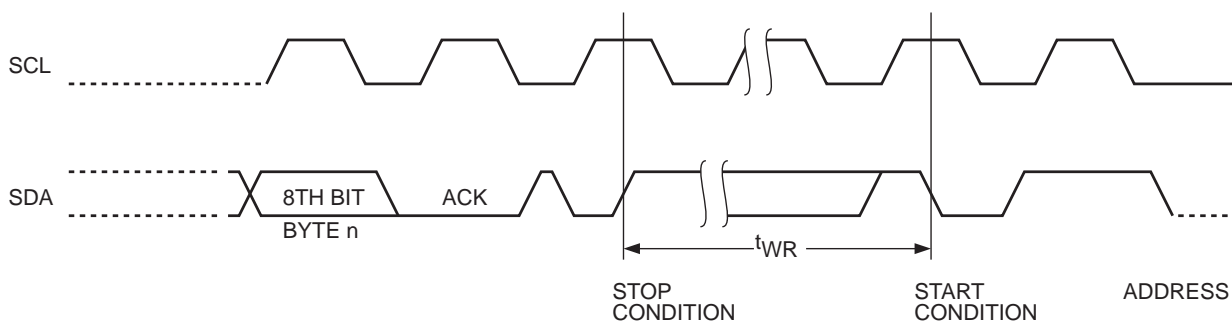 SCL
SDA
8TH BIT
ACK
BYTE n
tWR
STOP
CONDITION
START
CONDITION
ADDRESS